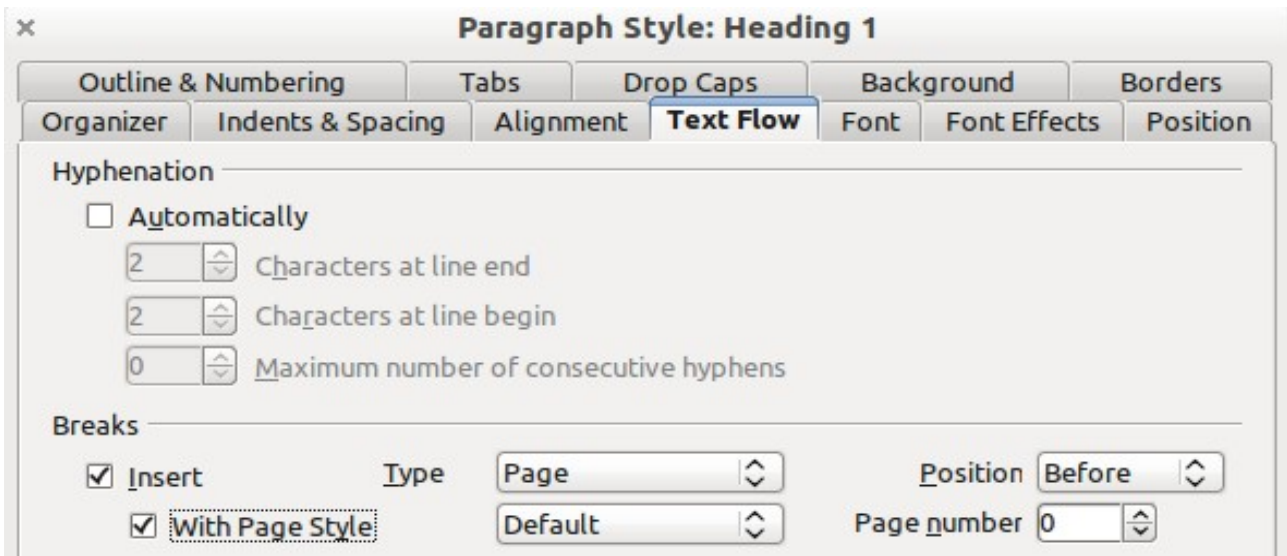 Paragraph Style: Heading 1
Outline & Numbering Tabs Drop Caps Background Borders
Organizer Indents & Spacing Alignment Text Flow Font Font Effects Position
Hyphenation
Automatically
2 Characters at line end
2 Characters at line begin
0 Maximum number of consecutive hyphens
Breaks
Insert Type Page Position Before
With Page Style Default Page number 0